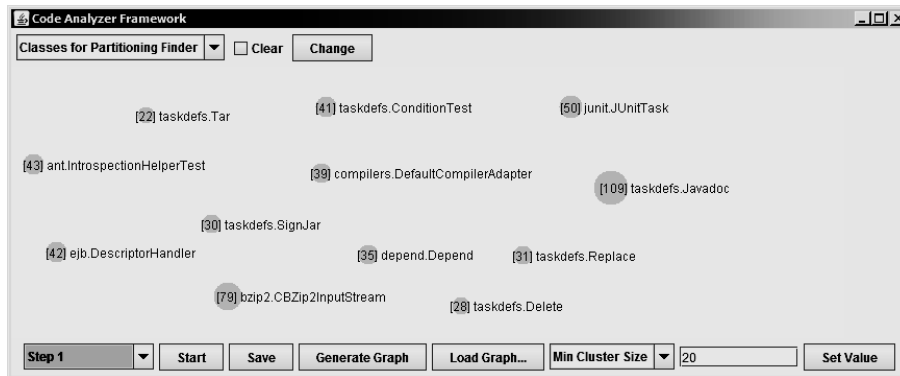 Code Analyzer Framework
Classes for Partitioning Finder Clear Change
[22] taskdefs.Tar
[41] taskdefs.ConditionTest
[50] junit.JUnitTask
[43] ant.IntrospectionHelperTest
[39] compilers.DefaultCompilerAdapter
[109] taskdefs.Javadoc
[30] taskdefs.SignJar
[42] ejb.DescriptorHandler
[35] depend.Depend
[31] taskdefs.Replace
[79] bzip2.CBZip2InputStream
[28] taskdefs.Delete
Step 1 Start Save Generate Graph Load Graph... Min Cluster Size 20 Set Value